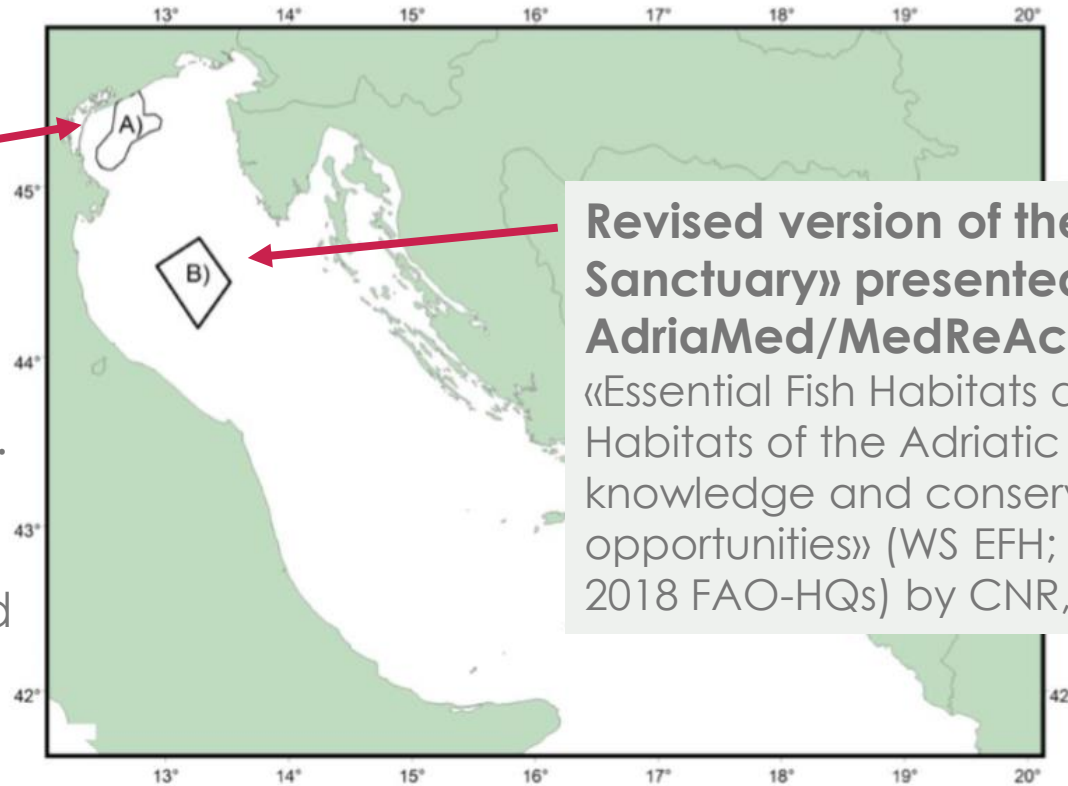 13° 14° 15° 16° 17° 18° 19° 20°
A)
45°
Revised version of the
Sanctuary» presented
B)
AdriaMed/MedReAc
44°
«Essential Fish Habitats
Habitats of the Adriatic
.
knowledge and conserv
43°
opportunities» (WS EFH;
2018 FAO-HQs) by CNR,
d
42° 42
13° 14° 15° 16° 17° 18° 19° 20°